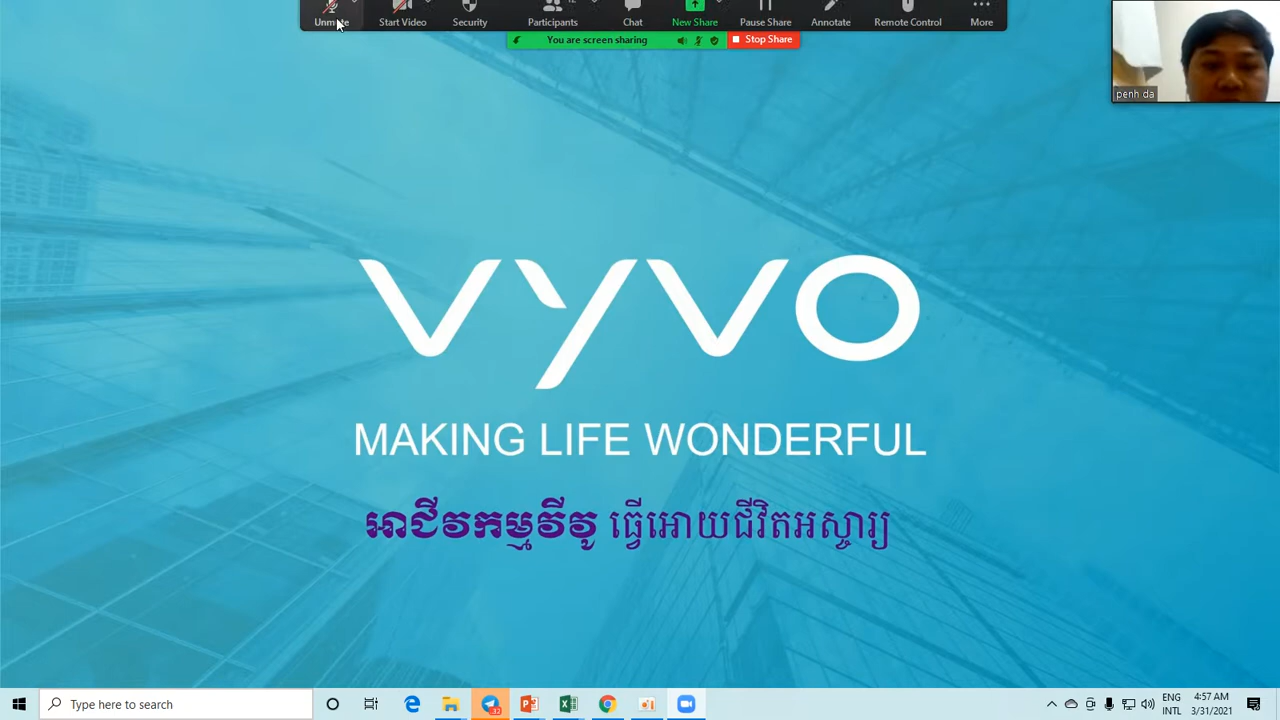 Unmute
Start Video
Security
Participants
Chat
New Share
Pause Share
Annotate
Remote Control
More
You are screen sharing
Stop Share
penh da
VYVO
MAKING LIFE WONDERFUL
អាជីវកម្មវីវូ ធ្វើអោយជីវិតអស្ចារ្យ
Type here to search
32
ENG
INTL
4:57 AM
3/31/2021